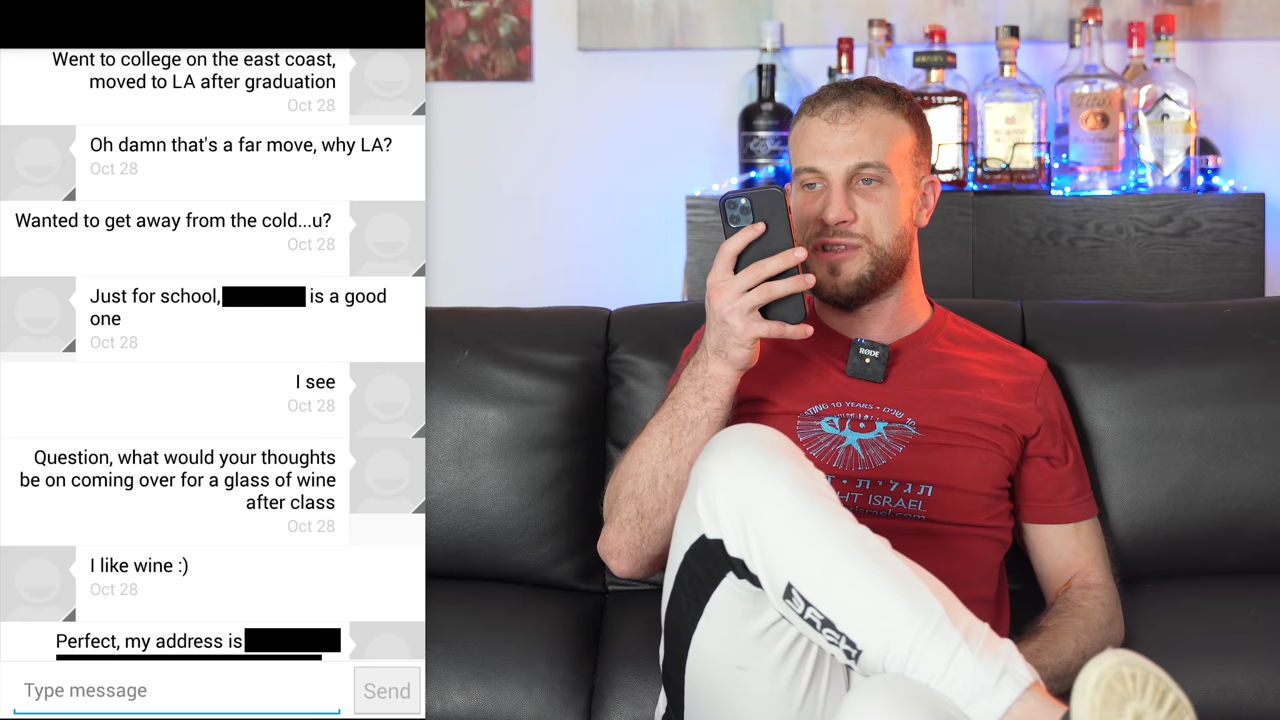 Went to college on the east coast,
moved to LA after graduation
Oct 28
Oh damn that's a far move, why LA?
Oct 28
Wanted to get away from the cold...u?
Oct 28
Just for school, is a good
one
Oct 28
I see
Oct 28
Question, what would your thoughts
be on coming over for a glass of wine
after class
Oct 28
I like wine :)
Oct 28
Perfect, my address is
Type message
Send
RØDE
10 YEARS •
תגלית •
ISRAEL
Tito's